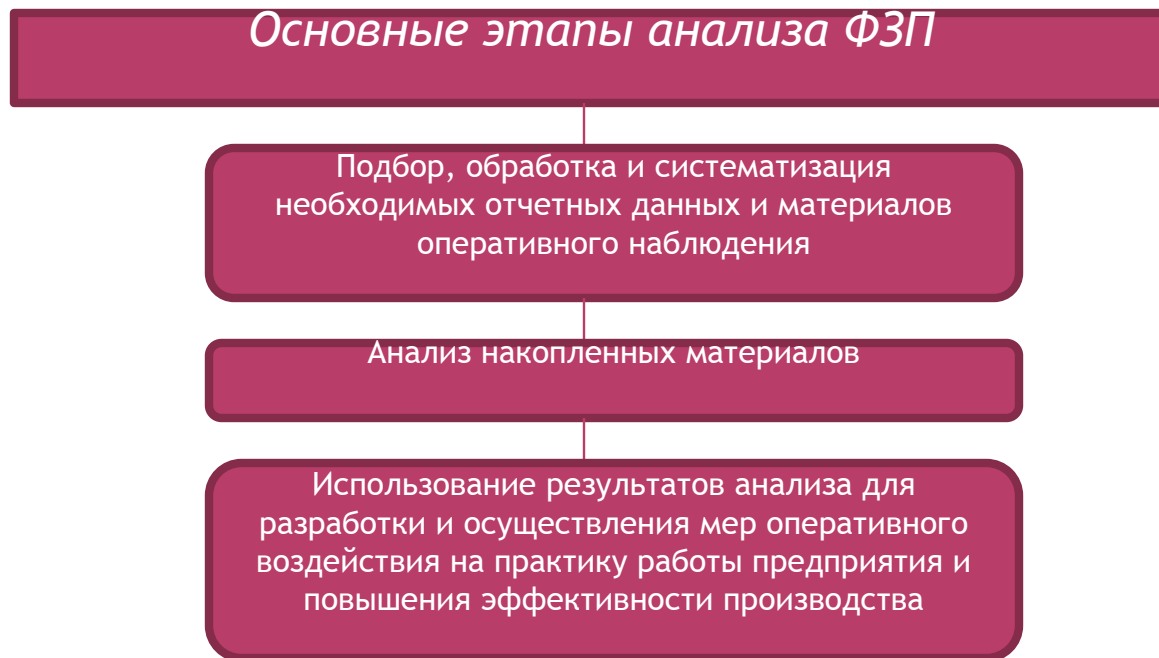 Основные этапы анализа ФЗП
Подбор, обработка и систематизация
необходимых отчетных данных и материалов
оперативного наблюдения
Анализ накопленных материалов
Использование результатов анализа для
разработки и осуществления мер оперативного
воздействия на практику работы предприятия и
повышения эффективности производства